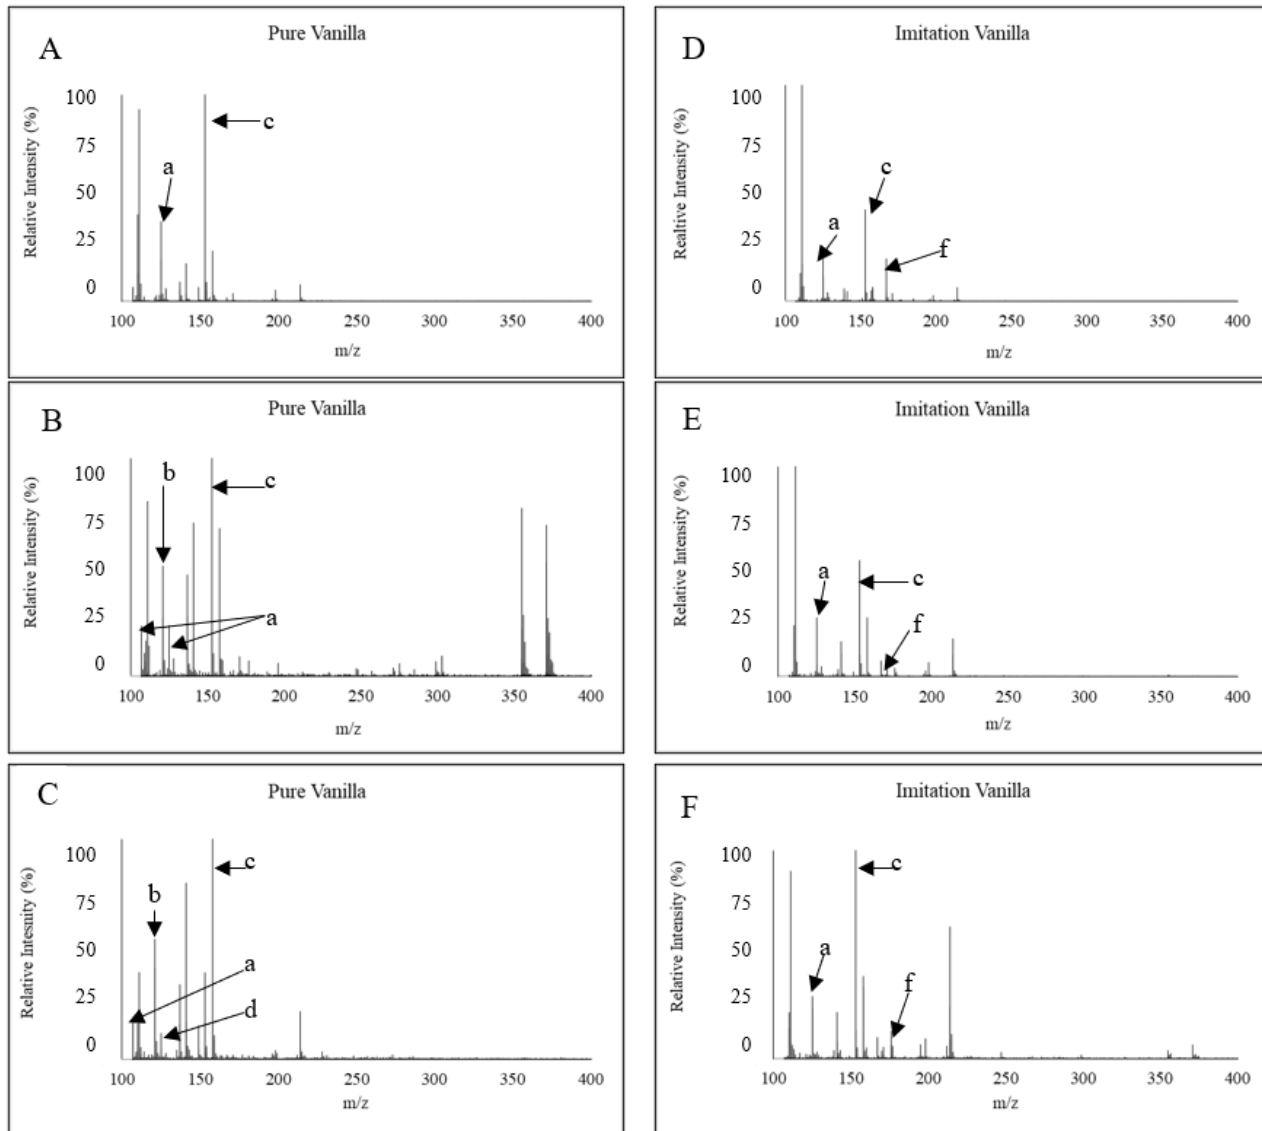 A
Pure Vanilla
Relative Intensity (%)
100
75
50
25
0
a
c
100 150 200 250 300 350 400
m/z
D
Imitation Vanilla
Realtive Intensity (%)
100
75
50
25
0
a
c
f
100 150 200 250 300 350 400
m/z
B
Pure Vanilla
Relative Intensity (%)
100
75
50
25
0
b
c
a
100 150 200 250 300 350 400
m/z
E
Imitation Vanilla
Relative Intensity (%)
100
75
50
25
0
a
c
f
100 150 200 250 300 350 400
m/z
C
Pure Vanilla
Relative Intesnity (%)
100
75
50
25
0
b
c
a
d
100 150 200 250 300 350 400
m/z
F
Imitation Vanilla
Relative Intensity (%)
100
75
50
25
0
c
a
f
100 150 200 250 300 350 400
m/z